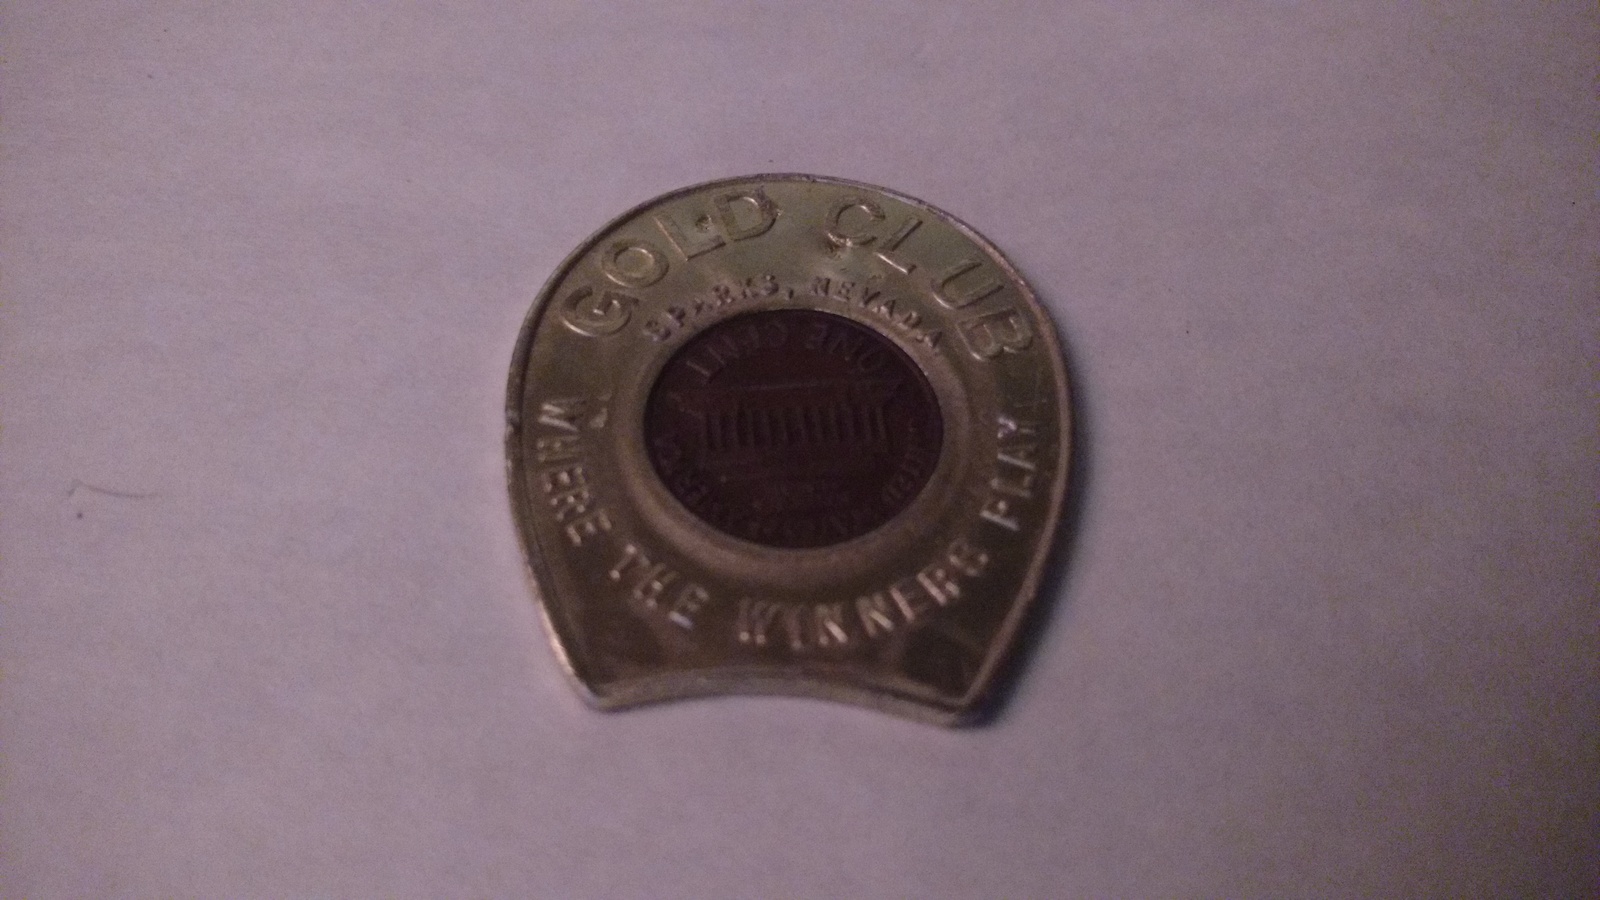 GOLD CLUB
SPARKS, NEVADA
ONE CENT
WHERE THE WINNERS PLAY